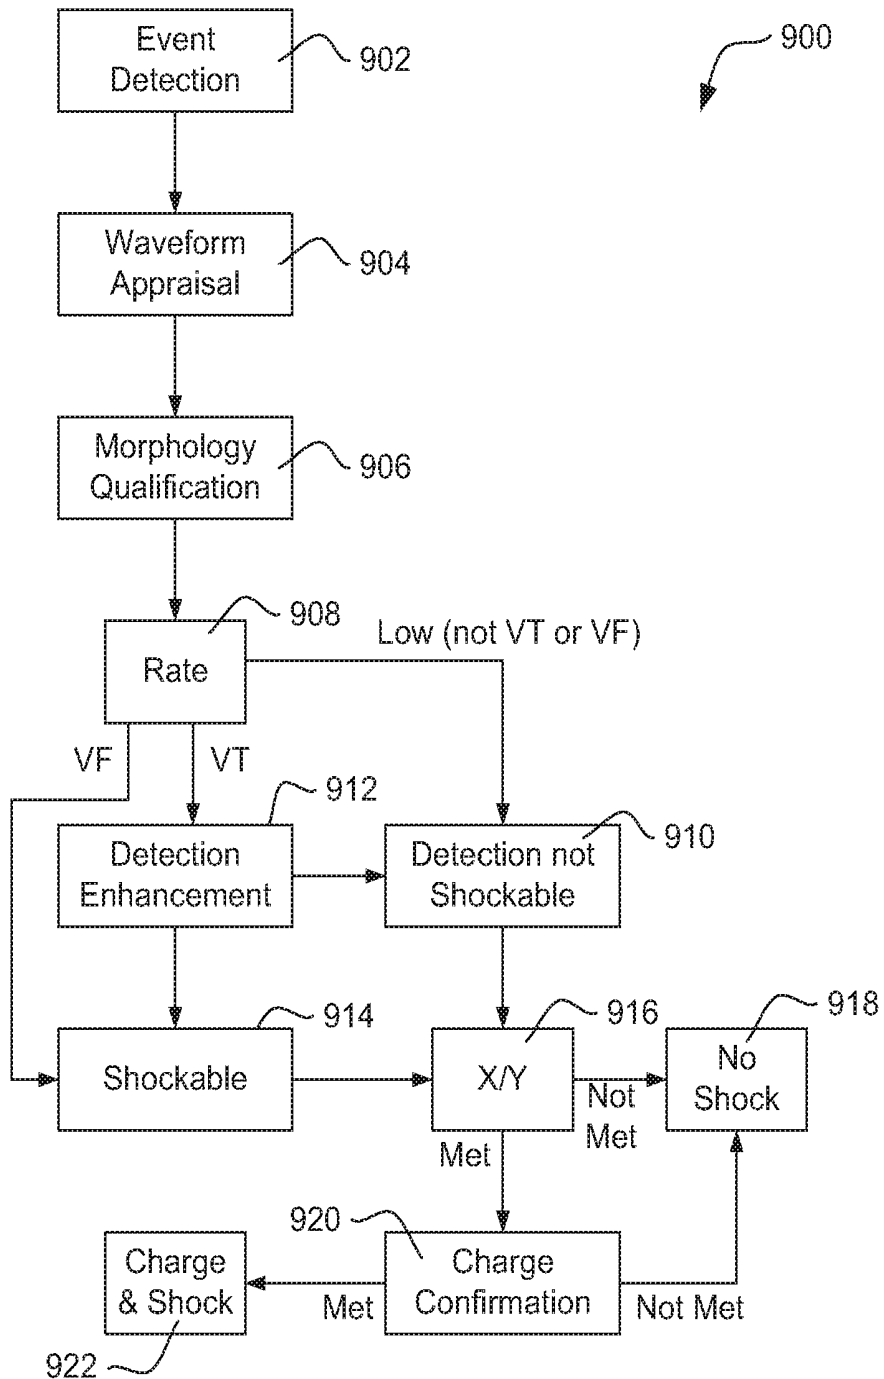 Event
Detection
902
900
Waveform
Appraisal
904
Morphology
Qualification
906
908
Rate
Low (not VT or VF)
VF
VT
912
Detection
Enhancement
910
Detection not
Shockable
914
Shockable
916
X/Y
918
No
Shock
Not
Met
Met
920
Charge
Confirmation
Charge
& Shock
Met
Not Met
922